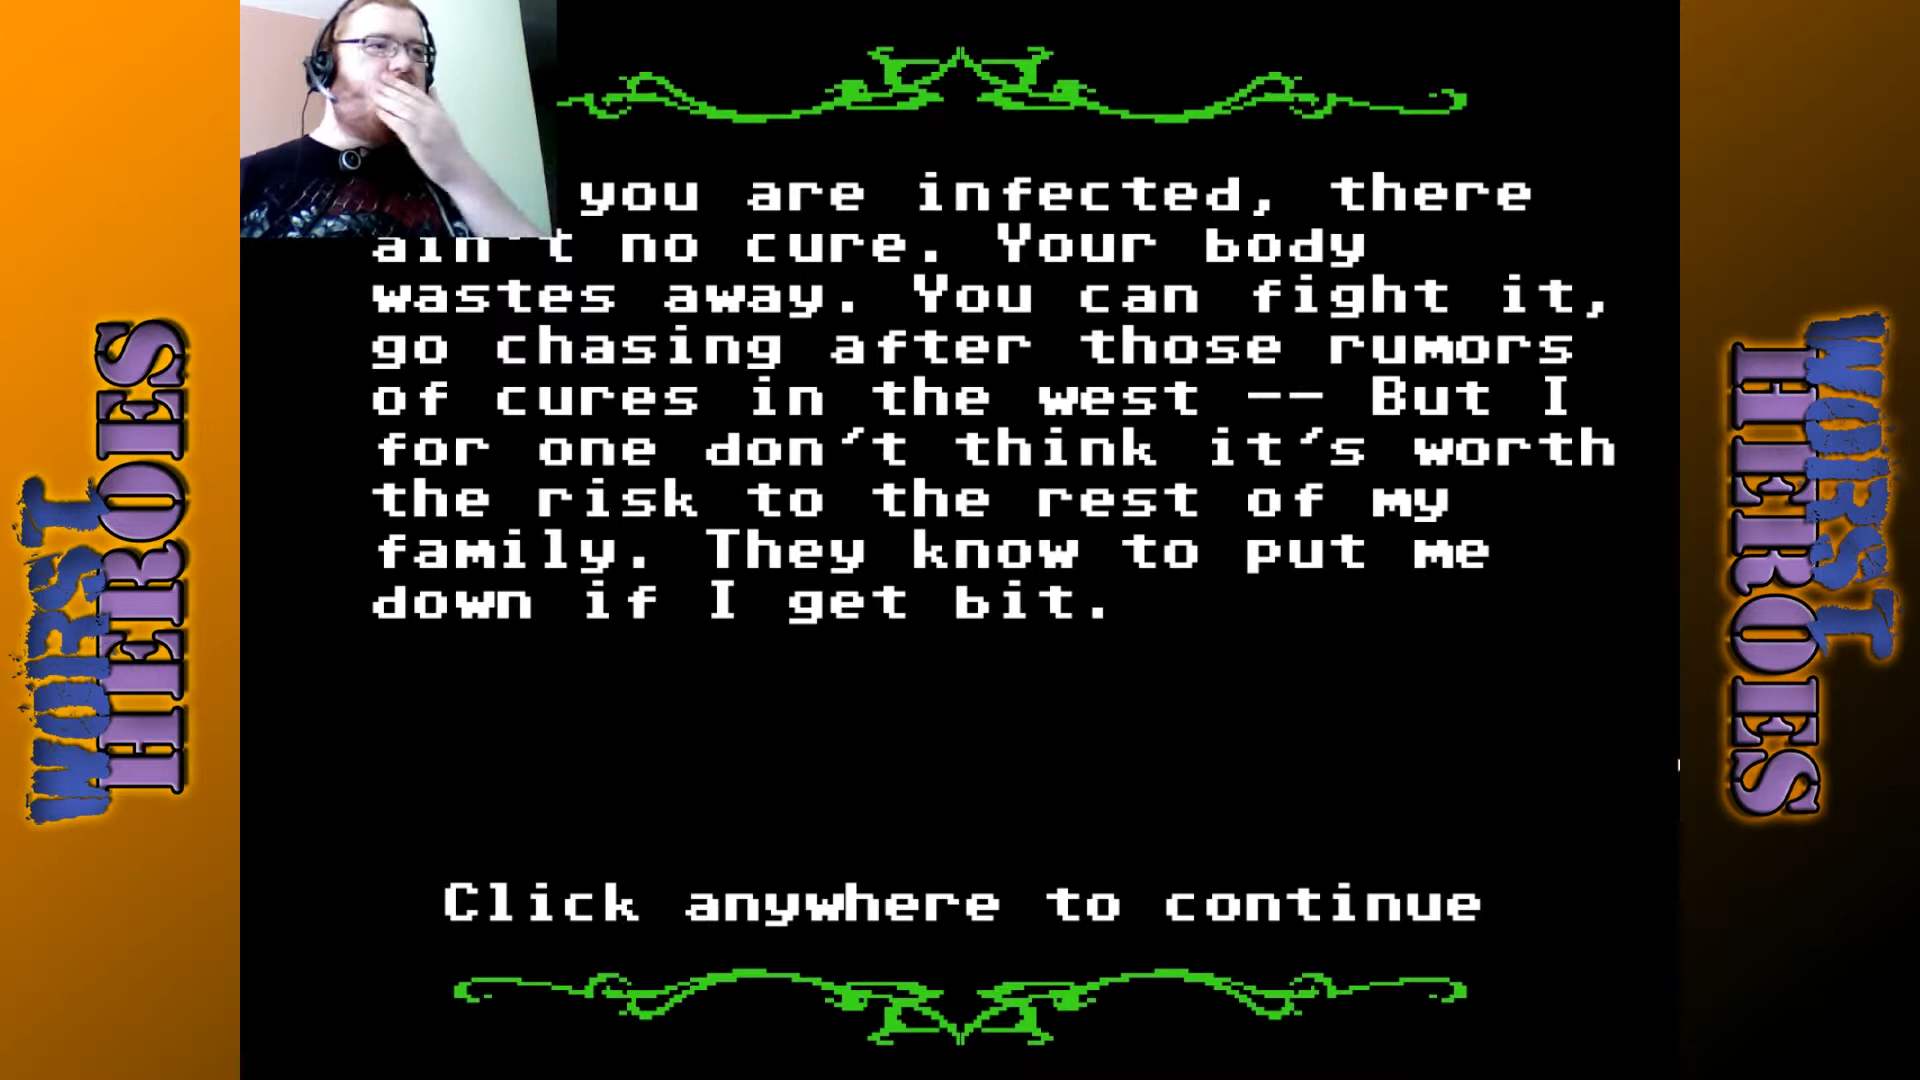 you are infected, there
ain't no cure. Your body
wastes away. You can fight it,
go chasing after those rumors
of cures in the west -- But I
for one don't think it's worth
the risk to the rest of my
family. They know to put me
down if I get bit.
Click anywhere to continue
WORST
HEROES
WORST
HEROES